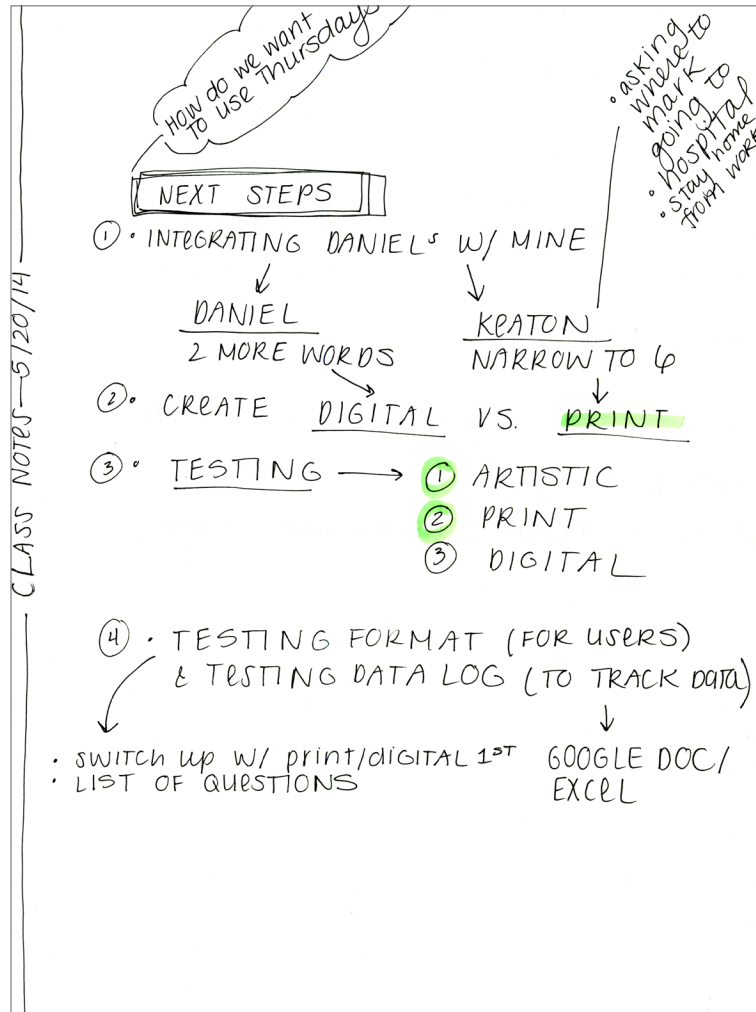 HOW do we want
TO use Thursdays
• asking
where to
mark
going to
• hospital
• stay home
from work
NEXT STEPS
① • INTEGRATING DANIELS W/ MINE
DANIEL
2 MORE WORDS
KEATON
NARROW TO 6
②• CREATE DIGITAL VS. PRINT
③ • TESTING → ① ARTISTIC
② PRINT
③ DIGITAL
④ • TESTING FORMAT (FOR USERS)
& TESTING DATA LOG (TO TRACK DATA)
• SWITCH UP W/ print/diGITAL 1ST
• LIST OF QUESTIONS
GOOGLE DOC/
EXCEL
CLASS NOTES—5/20/14